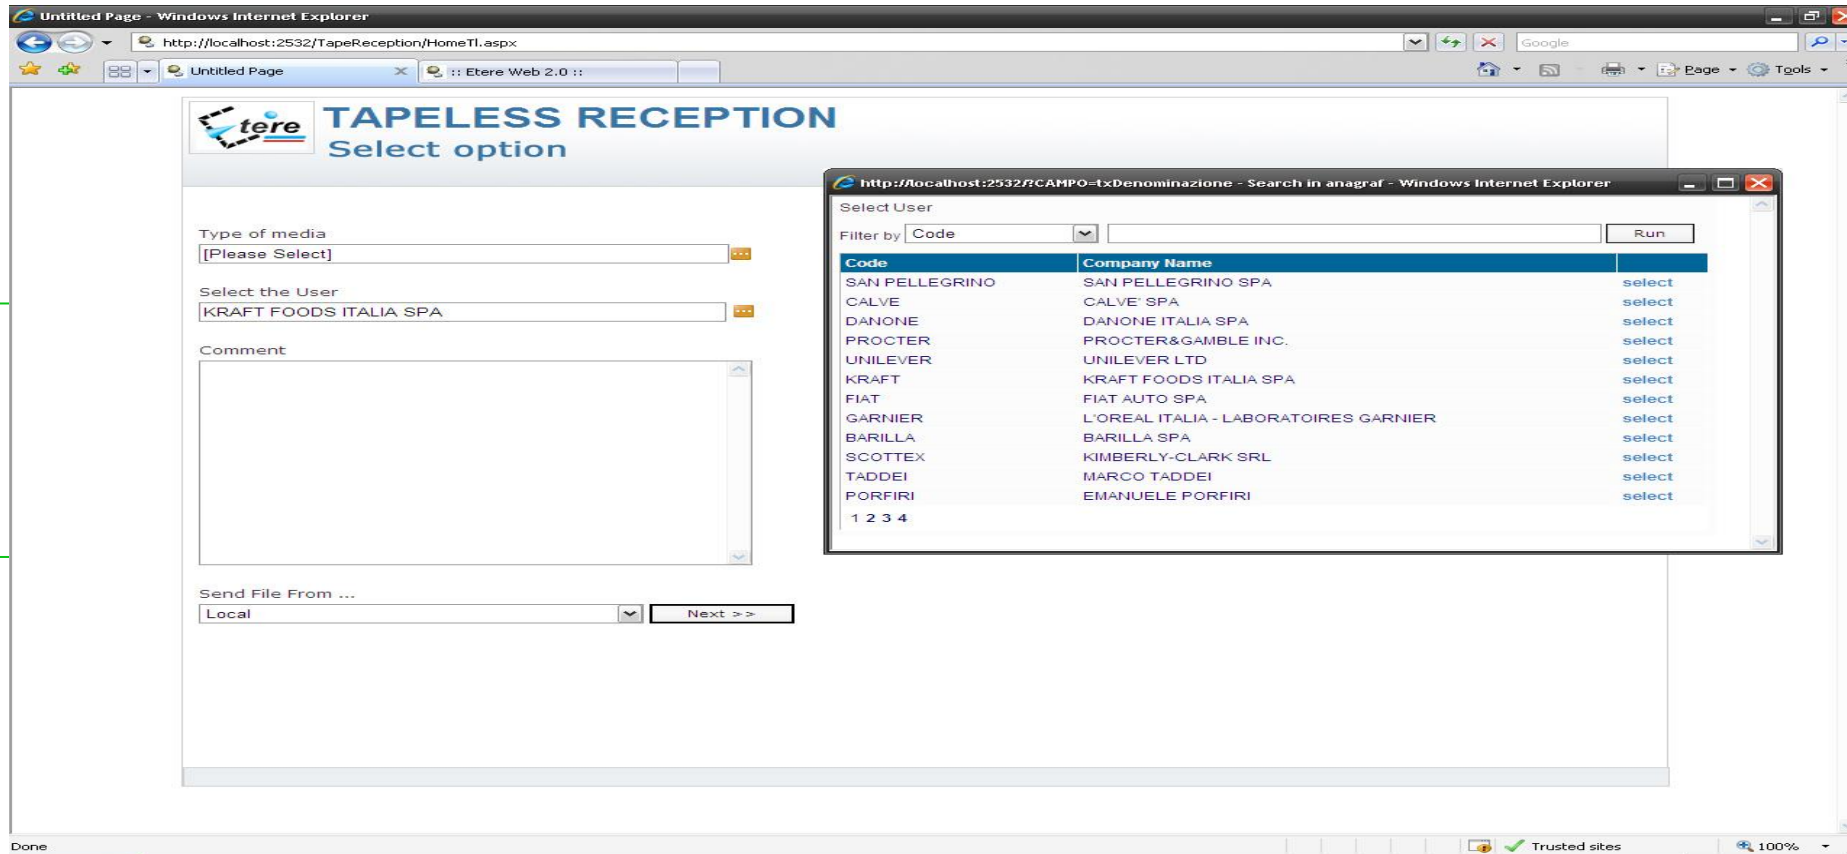 Untitled Page - Windows Internet Explorer
http://localhost:2532/TapeReception/HomeTl.aspx
Google
Untitled Page
:: Etere Web 2.0 ::
Page
Tools
tere
TAPELESS RECEPTION
Select option
Type of media
[Please Select]
Select the User
KRAFT FOODS ITALIA SPA
Comment
Send File From ...
Local
Next >>
http://localhost:2532/?CAMPO=txDenominazione - Search in anagraf - Windows Internet Explorer
Select User
Filter by Code Run
Code Company Name
SAN PELLEGRINO SAN PELLEGRINO SPA select
CALVE CALVE' SPA select
DANONE DANONE ITALIA SPA select
PROCTER PROCTER&GAMBLE INC. select
UNILEVER UNILEVER LTD select
KRAFT KRAFT FOODS ITALIA SPA select
FIAT FIAT AUTO SPA select
GARNIER L'OREAL ITALIA - LABORATOIRES GARNIER select
BARILLA BARILLA SPA select
SCOTTEX KIMBERLY-CLARK SRL select
TADDEI MARCO TADDEI select
PORFIRI EMANUELE PORFIRI select
1 2 3 4
Done
Trusted sites
100%